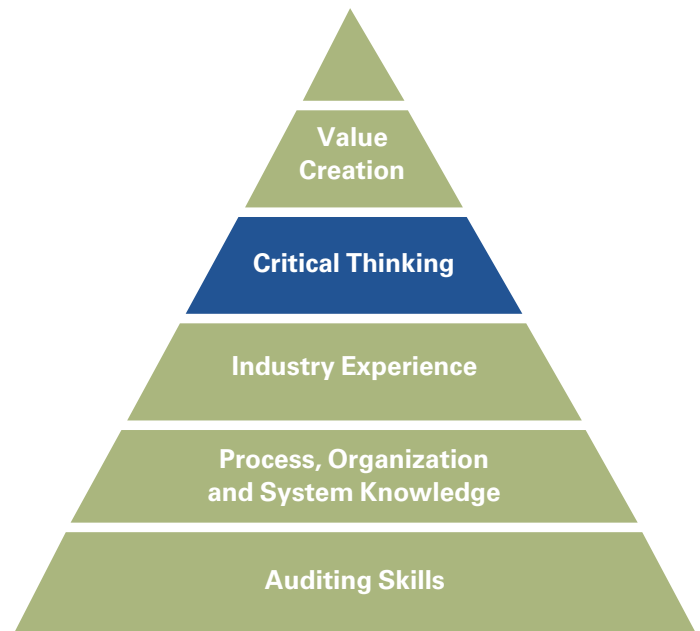 Value
Creation
Critical Thinking
Industry Experience
Process, Organization
and System Knowledge
Auditing Skills